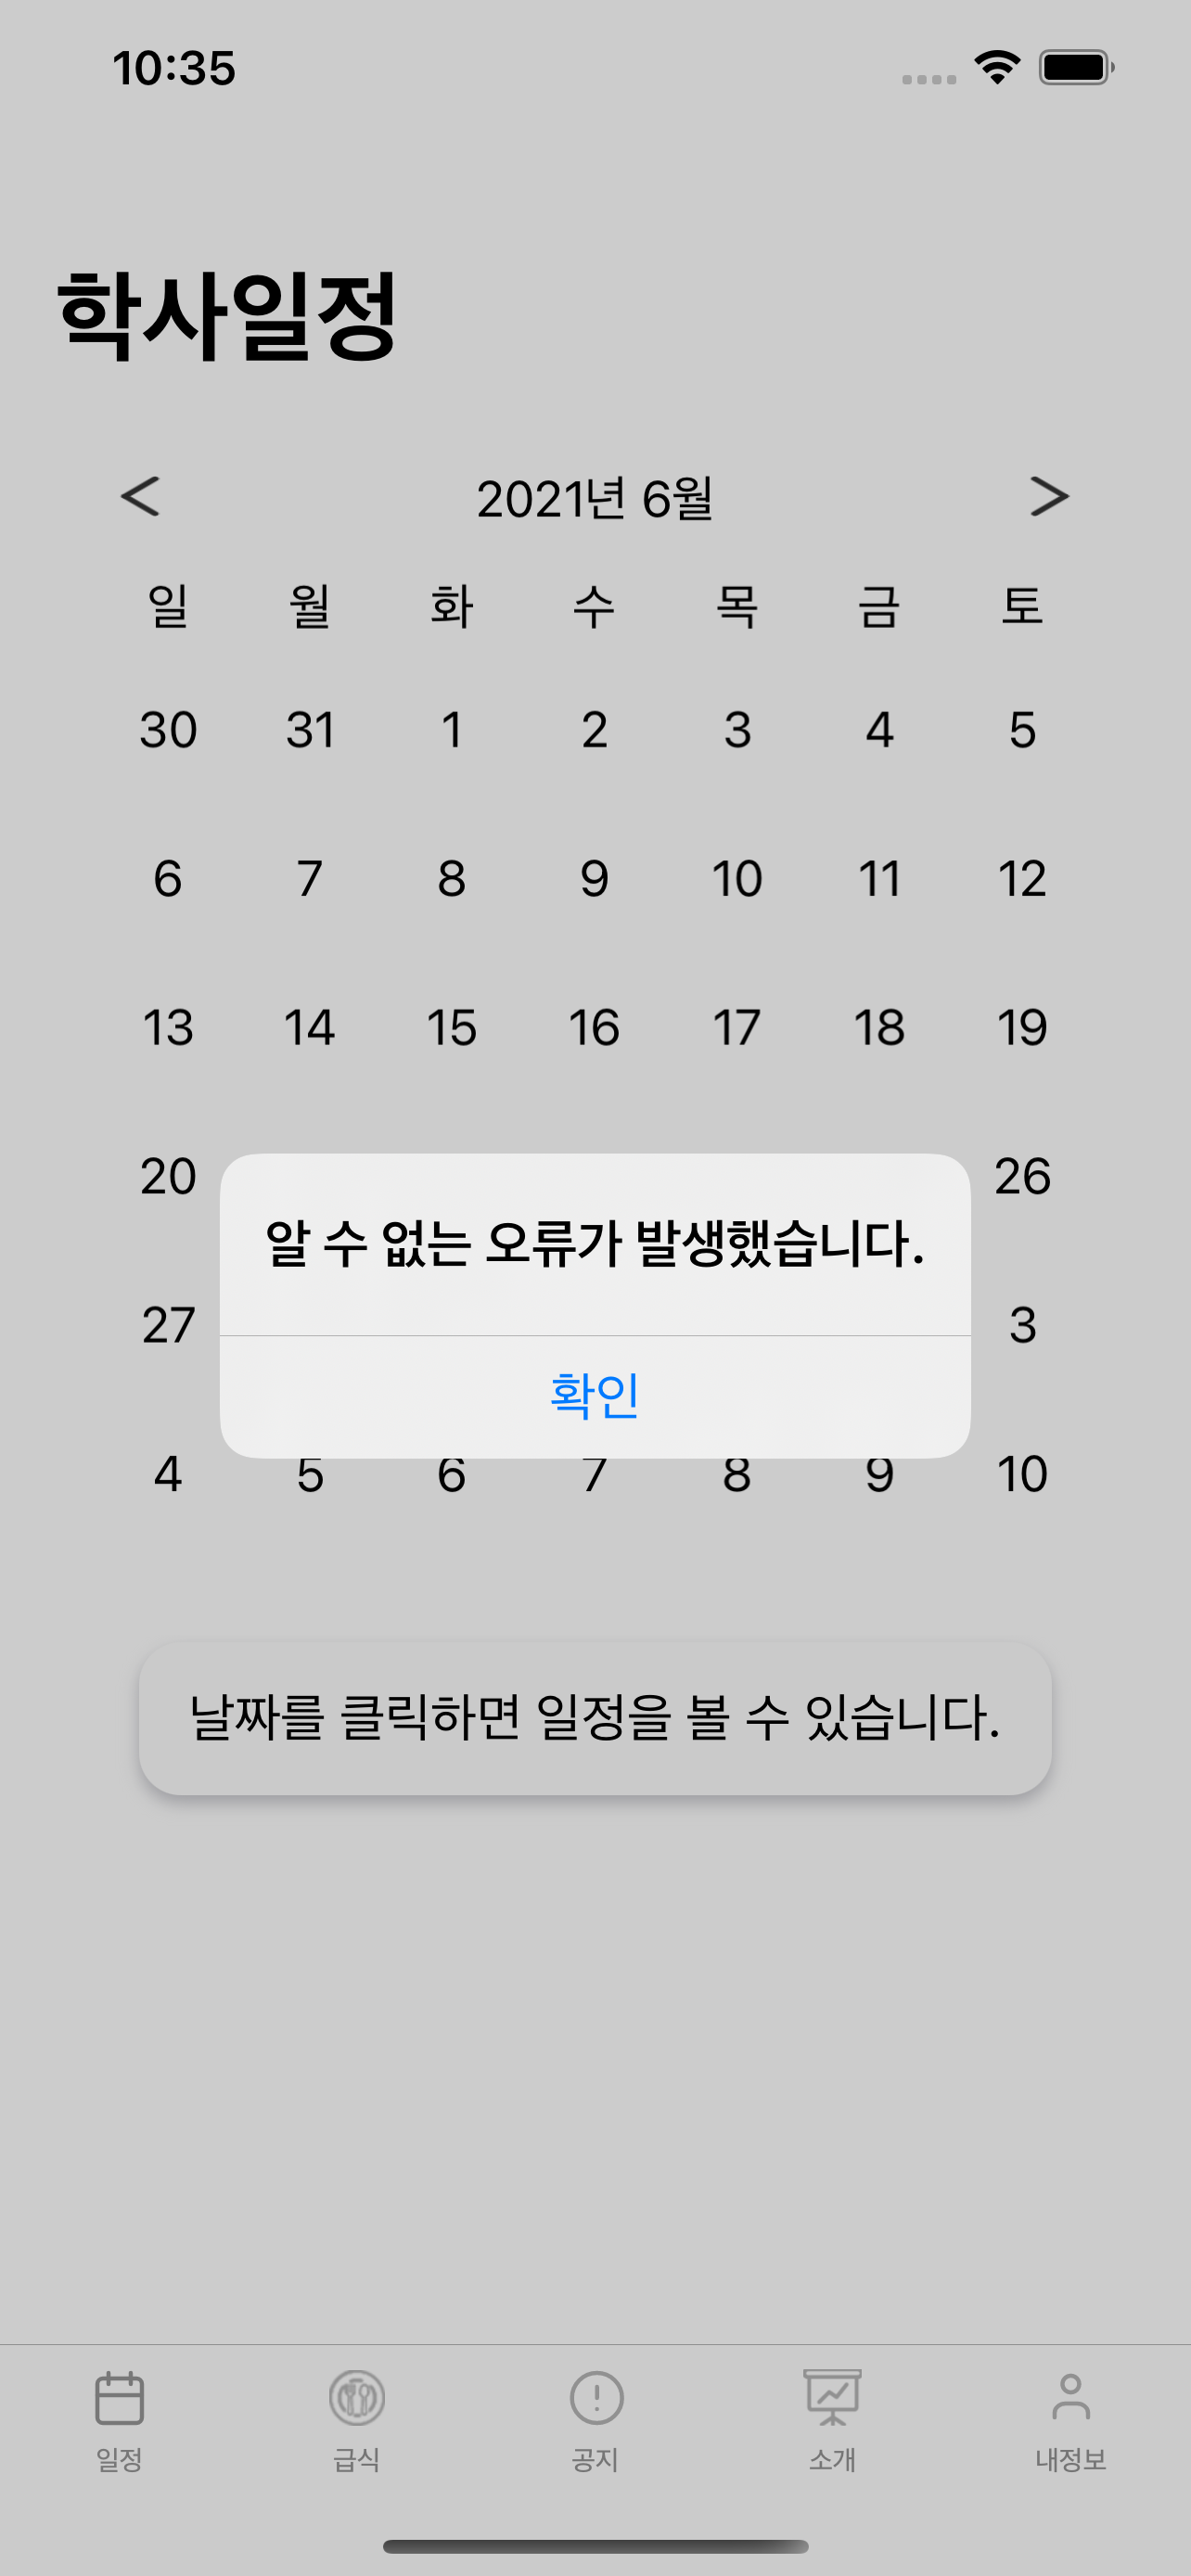 10:35
학사일정
< 2021년 6월 >
일 월 화 수 목 금 토
30 31 1 2 3 4 5
6 7 8 9 10 11 12
13 14 15 16 17 18 19
20 26
알 수 없는 오류가 발생했습니다.
27 3
확인
4 5 6 7 8 9 10
날짜를 클릭하면 일정을 볼 수 있습니다.
일정 급식 공지 소개 내정보